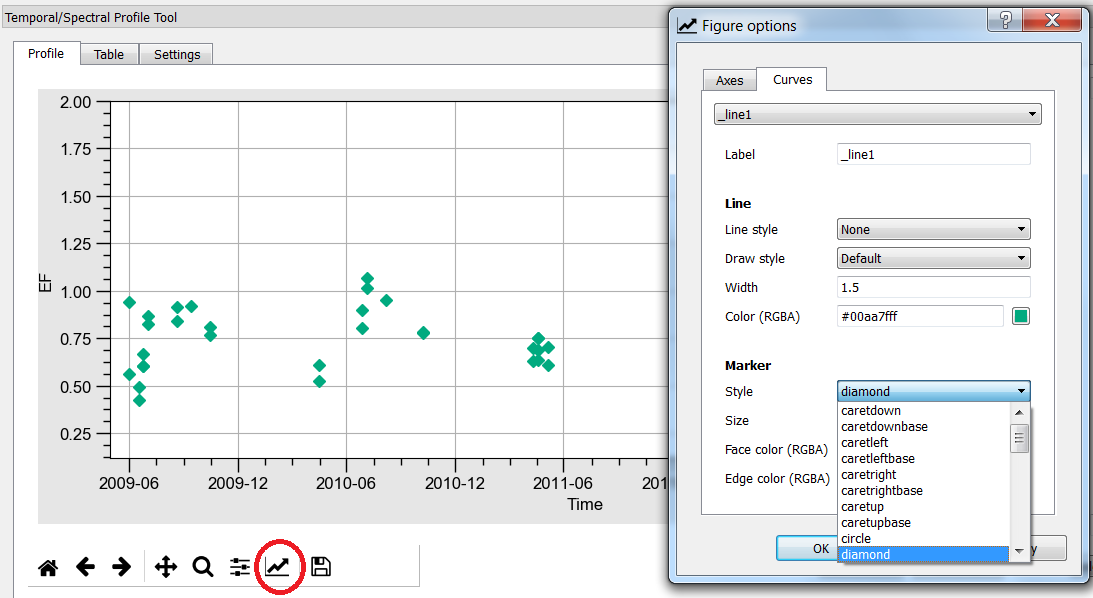 Temporal/Spectral Profile Tool
Profile
Table
Settings
2.00
1.75
1.50
1.25
1.00
0.75
0.50
0.25
EF
2009-06
2009-12
2010-06
2010-12
2011-06
201
Time
Figure options
Axes
Curves
_line1
Label
_line1
Line
Line style
None
Draw style
Default
Width
1.5
Color (RGBA)
#00aa7fff
Marker
Style
diamond
Size
Face color (RGBA)
Edge color (RGBA)
caretdown
caretdownbase
caretleft
caretleftbase
caretright
caretrightbase
caretup
caretupbase
circle
diamond
OK
y